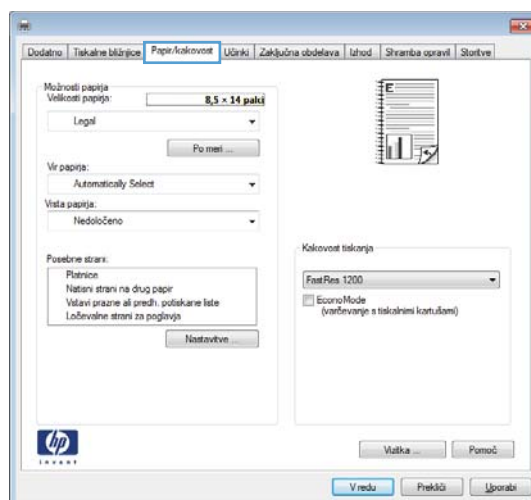 Dodatno Tiskalne bližnjice Papir/kakovost Učinki Zaključna obdelava Izhod Shramba opravil Storitve
Možnosti papirja
Velikosti papirja: 8,5 × 14 palci
Legal
Po meri ...
Vir papirja:
Automatically Select
Vrsta papirja:
Nedoločeno
Posebne strani:
Platnice
Natisni strani na drug papir
Vstavi prazne ali predh. potiskane liste
Ločevalne strani za poglavja
Nastavitve ...
E
Kakovost tiskanja
FastRes 1200
EconoMode
(varčevanje s tiskalnimi kartušami)
hp
invent
Vizitka ... Pomoč
V redu Prekliči Uporabi